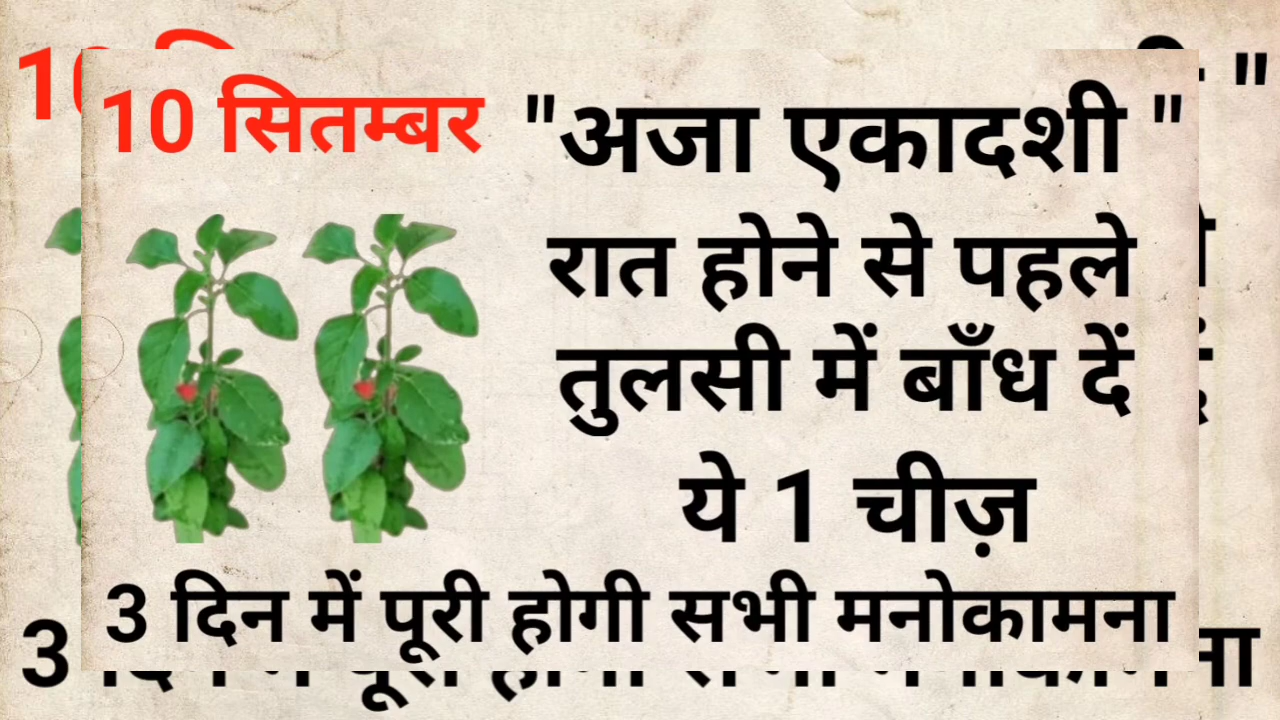 10 सितम्बर "अजा एकादशी "
रात होने से पहले
तुलसी में बाँध दें
ये 1 चीज़
3 दिन में पूरी होगी सभी मनोकामना